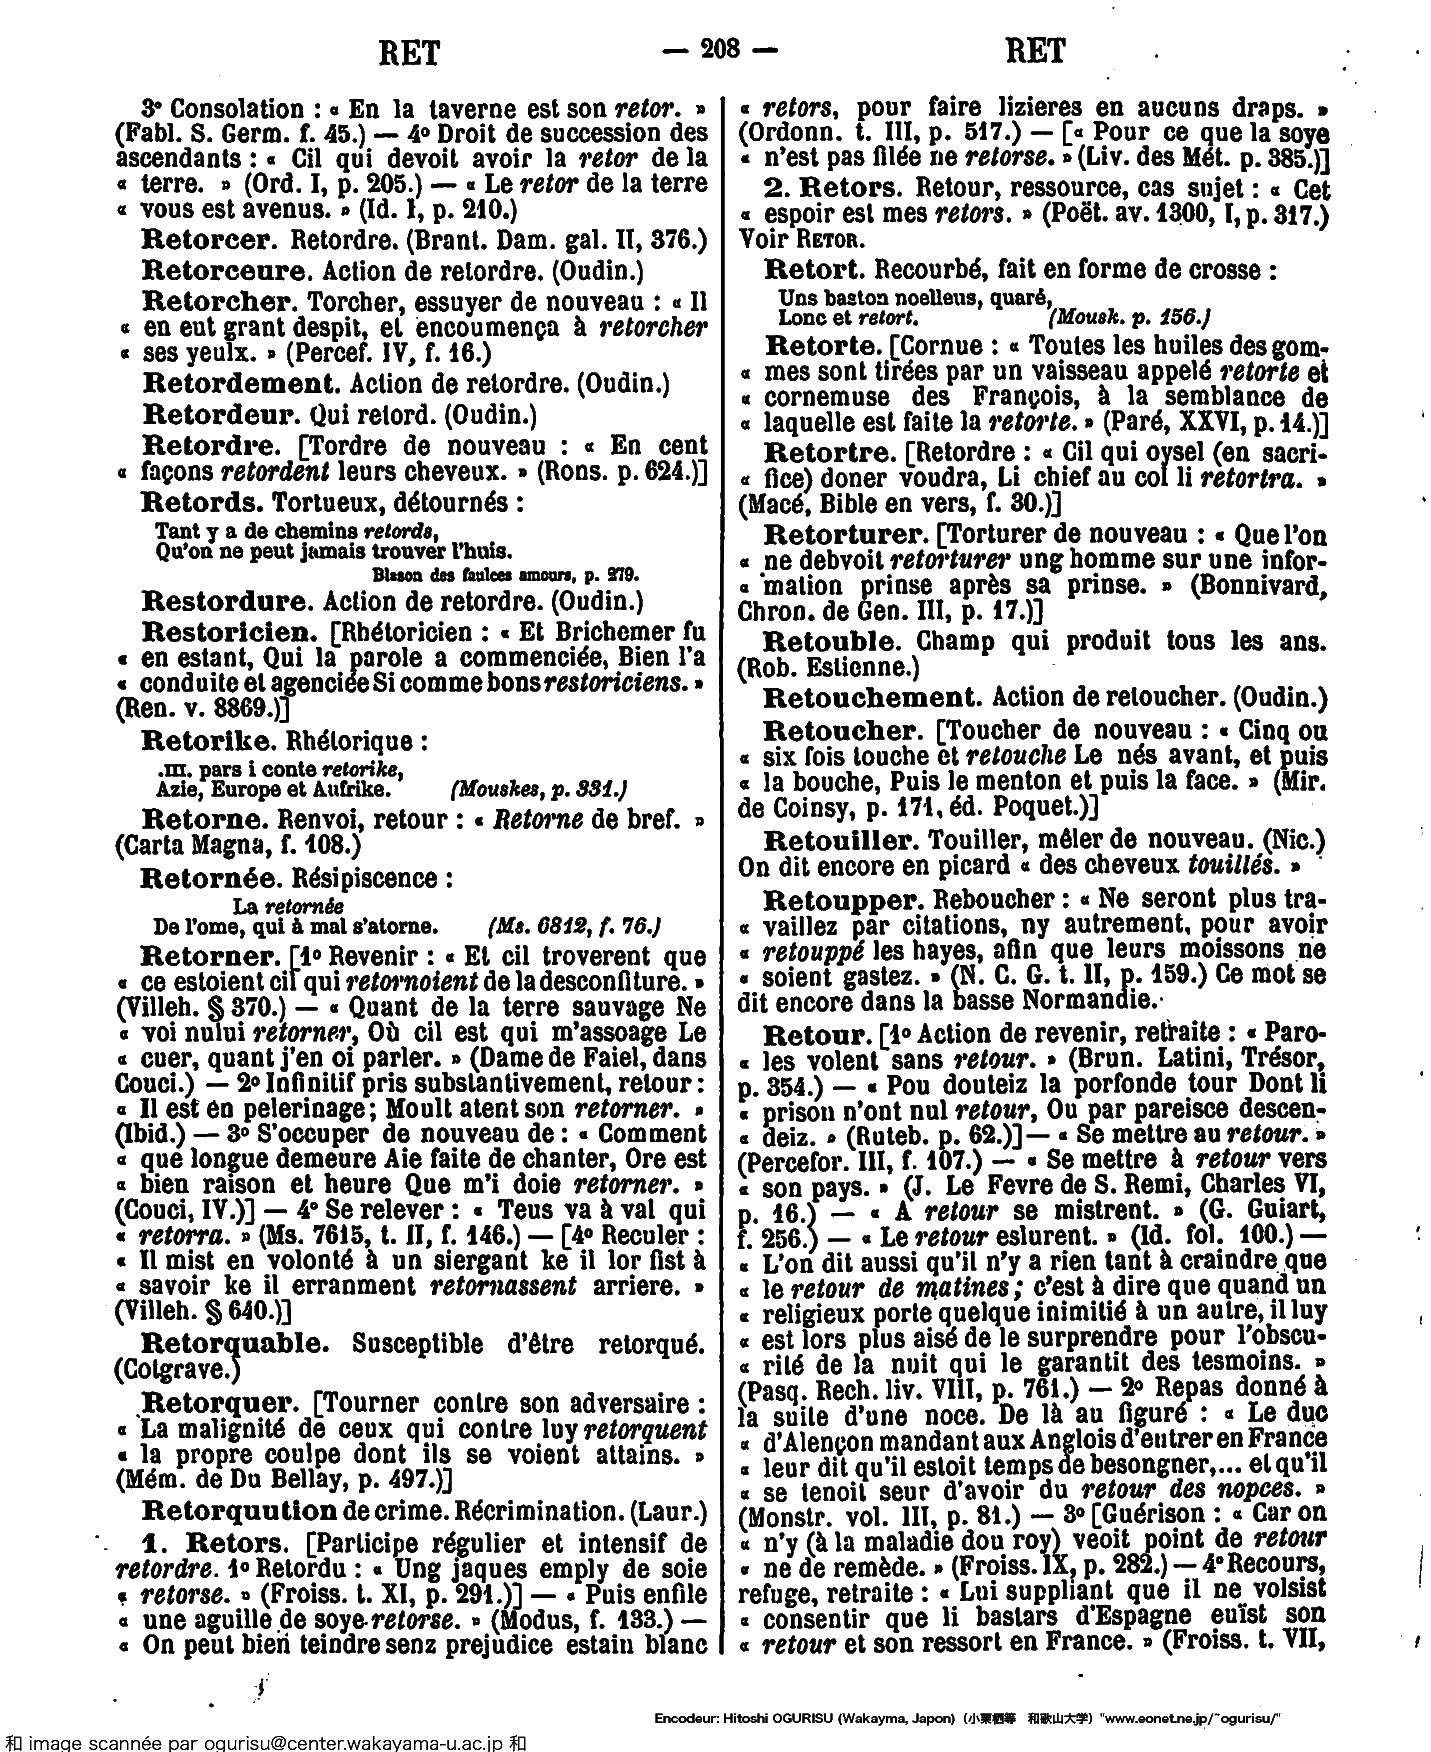 RET — 208 — RET
3º Consolation : « En la taverne est son retor. »
(Fabl. S. Germ. f. 45.) — 4º Droit de succession des
ascendants : « Cil qui devoit avoir la retor de la
« terre. » (Ord. I, p. 205.) — « Le retor de la terre
« vous est avenus. » (Id. I, p. 210.)
Retorcer. Retordre. (Brant. Dam. gal. II, 376.)
Retorceure. Action de retordre. (Oudin.)
Retorcher. Torcher, essuyer de nouveau : « Il
« en eut grant despit, et encoumença à retorcher
« ses yeulx. » (Percef. IV, f. 16.)
Retordement. Action de retordre. (Oudin.)
Retordeur. Qui retord. (Oudin.)
Retordre. [Tordre de nouveau : « En cent
« façons retordent leurs cheveux. » (Rons. p. 624.)]
Retords. Tortueux, détournés :
Tant y a de chemins retords,
Qu'on ne peut jamais trouver l'huis.
Blason des faulces amours, p. 279.
Restordure. Action de retordre. (Oudin.)
Restoricien. [Rhétoricien : « Et Brichemer fu
« en estant, Qui la parole a commenciée, Bien l'a
« conduite et agenciée Si comme bons restoriciens. »
(Ren. v. 8869.)]
Retorike. Rhétorique :
.III. pars i conte retorike,
Azie, Europe et Aufrike. (Mouskes, p. 331.)
Retorne. Renvoi, retour : « Retorne de bref. »
(Carta Magna, f. 108.)
Retornée. Résipiscence :
La retornée
De l'ome, qui à mal s'atorne. (Ms. 6812, f. 76.)
Retorner. [1º Revenir : « Et cil troverent que
« ce estoient cil qui retornoient de la desconfiture. »
(Villeh. § 370.) — « Quant de la terre sauvage Ne
« voi nului retorner, Où cil est qui m'assoage Le
« cuer, quant j'en oi parler. » (Dame de Faiel, dans
Couci.) — 2º Infinitif pris substantivement, retour :
« Il est en pelerinage; Moult atent son retorner. »
(Ibid.) — 3º S'occuper de nouveau de : « Comment
« que longue demeure Aie faite de chanter, Ore est
« bien raison et heure Que m'i doie retorner. »
(Couci, IV.)] — 4º Se relever : « Teus va à val qui
« retorra. » (Ms. 7615, t. II, f. 146.) — [4º Reculer :
« Il mist en volonté à un siergant ke il lor fist à
« savoir ke il erranment retornassent arriere. »
(Villeh. § 640.)]
Retorquable. Susceptible d'être retorqué.
(Cotgrave.)
Retorquer. [Tourner contre son adversaire :
« La malignité de ceux qui contre luy retorquent
« la propre coulpe dont ils se voient attains. »
(Mém. de Du Bellay, p. 497.)]
Retorquution de crime. Récrimination. (Laur.)
1. Retors. [Participe régulier et intensif de
retordre. 1º Retordu : « Ung jaques emply de soie
« retorse. » (Froiss. t. XI, p. 291.)] — « Puis enfile
« une aguille de soye retorse. » (Modus, f. 133.) —
« On peut bien teindre senz prejudice estain blanc
« retors, pour faire lizieres en aucuns draps. »
(Ordonn. t. III, p. 517.) — [« Pour ce que la soye
« n'est pas filée ne retorse. » (Liv. des Mét. p. 385.)]
2. Retors. Retour, ressource, cas sujet : « Cet
« espoir est mes retors. » (Poët. av. 1300, I, p. 317.)
Voir RETOR.
Retort. Recourbé, fait en forme de crosse :
Uns baston noelleus, quaré,
Lonc et retort. (Mousk. p. 156.)
Retorte. [Cornue : « Toutes les huiles des gom-
« mes sont tirées par un vaisseau appelé retorte et
« cornemuse des François, à la semblance de
« laquelle est faite la retorte. » (Paré, XXVI, p. 14.)]
Retortre. [Retordre : « Cil qui oysel (en sacri-
« fice) doner voudra, Li chief au col li retortra. »
(Macé, Bible en vers, f. 30.)]
Retorturer. [Torturer de nouveau : « Que l'on
« ne debvoit retorturer ung homme sur une infor-
« mation prinse après sa prinse. » (Bonnivard,
Chron. de Gen. III, p. 17.)]
Retouble. Champ qui produit tous les ans.
(Rob. Estienne.)
Retouchement. Action de retoucher. (Oudin.)
Retoucher. [Toucher de nouveau : « Cinq ou
« six fois touche et retouche Le nés avant, et puis
« la bouche, Puis le menton et puis la face. » (Mir.
de Coinsy, p. 171, éd. Poquet.)]
Retouiller. Touiller, mêler de nouveau. (Nic.)
On dit encore en picard « des cheveux touillés. »
Retoupper. Reboucher : « Ne seront plus tra-
« vaillez par citations, ny autrement, pour avoir
« retouppé les hayes, afin que leurs moissons ne
« soient gastez. » (N. C. G. t. II, p. 159.) Ce mot se
dit encore dans la basse Normandie.
Retour. [1º Action de revenir, retraite : « Paro-
« les volent sans retour. » (Brun. Latini, Trésor,
p. 354.) — « Pou douteiz la porfonde tour Dont li
« prison n'ont nul retour, Ou par pareisce descen-
« deiz. » (Ruteb. p. 62.)] — « Se mettre au retour. »
(Percefor. III, f. 107.) — « Se mettre à retour vers
« son pays. » (J. Le Fevre de S. Remi, Charles VI,
p. 16.) — « A retour se mistrent. » (G. Guiart,
f. 256.) — « Le retour eslurent. » (Id. fol. 100.) —
« L'on dit aussi qu'il n'y a rien tant à craindre que
« le retour de matines ; c'est à dire que quand un
« religieux porte quelque inimitié à un autre, il luy
« est lors plus aisé de le surprendre pour l'obscu-
« rité de la nuit qui le garantit des tesmoins. »
(Pasq. Rech. liv. VIII, p. 761.) — 2º Repas donné à
la suite d'une noce. De là au figuré : « Le duc
« d'Alençon mandant aux Anglois d'entrer en France
« leur dit qu'il estoit temps de besongner,... et qu'il
« se tenoit seur d'avoir du retour des nopces. »
(Monstr. vol. III, p. 81.) — 3º [Guérison : « Car on
« n'y (à la maladie dou roy) veoit point de retour
« ne de remède. » (Froiss. IX, p. 282.) — 4º Recours,
refuge, retraite : « Lui suppliant que il ne volsist
« consentir que li bastars d'Espagne euïst son
« retour et son ressort en France. » (Froiss. t. VII,
Encodeur: Hitoshi OGURISU (Wakayma, Japon) (小栗栖等 和歌山大学) "www.eonet.ne.jp/~ogurisu/"
和 image scannée par ogurisu@center.wakayama-u.ac.jp 和